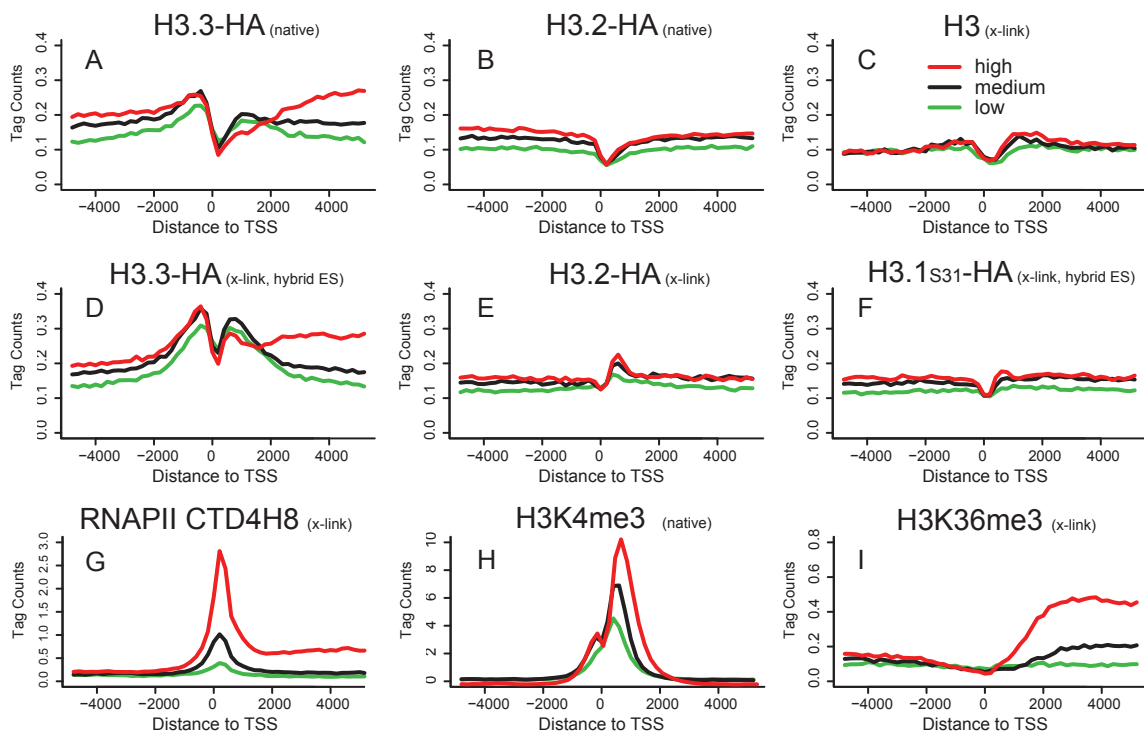 H3.3-HA (native)
H3.2-HA (native)
H3 (x-link)
A
B
C
high
medium
low
Tag Counts
0.0 0.1 0.2 0.3 0.4
−4000 −2000 0 2000 4000
Distance to TSS
Tag Counts
0.0 0.1 0.2 0.3 0.4
−4000 −2000 0 2000 4000
Distance to TSS
Tag Counts
0.0 0.1 0.2 0.3 0.4
−4000 −2000 0 2000 4000
Distance to TSS
H3.3-HA (x-link, hybrid ES)
H3.2-HA (x-link)
H3.1S31-HA (x-link, hybrid ES)
D
E
F
Tag Counts
0.0 0.1 0.2 0.3 0.4
−4000 −2000 0 2000 4000
Distance to TSS
Tag Counts
0.0 0.1 0.2 0.3 0.4
−4000 −2000 0 2000 4000
Distance to TSS
Tag Counts
0.0 0.1 0.2 0.3 0.4
−4000 −2000 0 2000 4000
Distance to TSS
RNAPII CTD4H8 (x-link)
H3K4me3 (native)
H3K36me3 (x-link)
G
H
I
Tag Counts
0.0 0.5 1.0 1.5 2.0 2.5 3.0
−4000 −2000 0 2000 4000
Distance to TSS
Tag Counts
0 2 4 6 8 10
−4000 −2000 0 2000 4000
Distance to TSS
Tag Counts
0.0 0.2 0.4 0.6 0.8
−4000 −2000 0 2000 4000
Distance to TSS